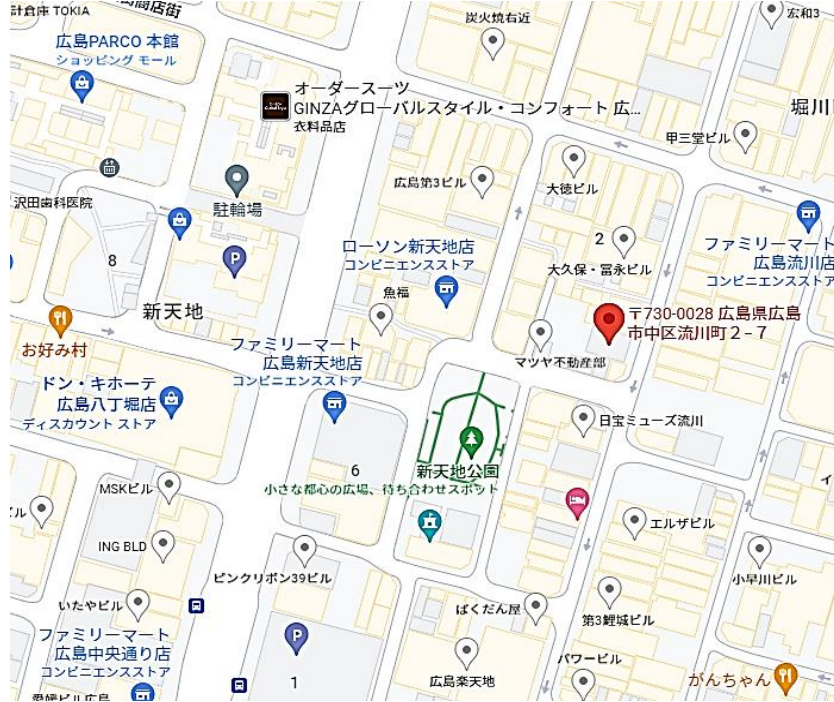 計倉庫 TOKIA
広島PARCO 本館
ショッピング モール
炭火焼右近
宏和3
オーダースーツ
GINZAグローバルスタイル・コンフォート 広...
衣料品店
堀川
甲三堂ビル
広島第3ビル
大徳ビル
沢田歯科医院
駐輪場
P
8
新天地
ローソン新天地店
コンビニエンスストア
2
大久保・冨永ビル
ファミリーマート
広島流川店
コンビニエンスストア
魚福
〒730-0028 広島県広島
市中区流川町2-7
お好み村
ファミリーマート
広島新天地店
コンビニエンスストア
マツヤ不動産部
ドン・キホーテ
広島八丁堀店
ディスカウント ストア
日宝ミューズ流川
6
新天地公園
小さな都心の広場、待ち合わせスポット
MSKビル
ビル
エルザビル
ING BLD
ピンクリボン39ビル
小早川ビル
いたやビル
ばくだん屋
第3鯉城ビル
ファミリーマート
広島中央通り店
コンビニエンスストア
P
1
広島楽天地
パワービル
がんちゃん
愛媛ビル広島